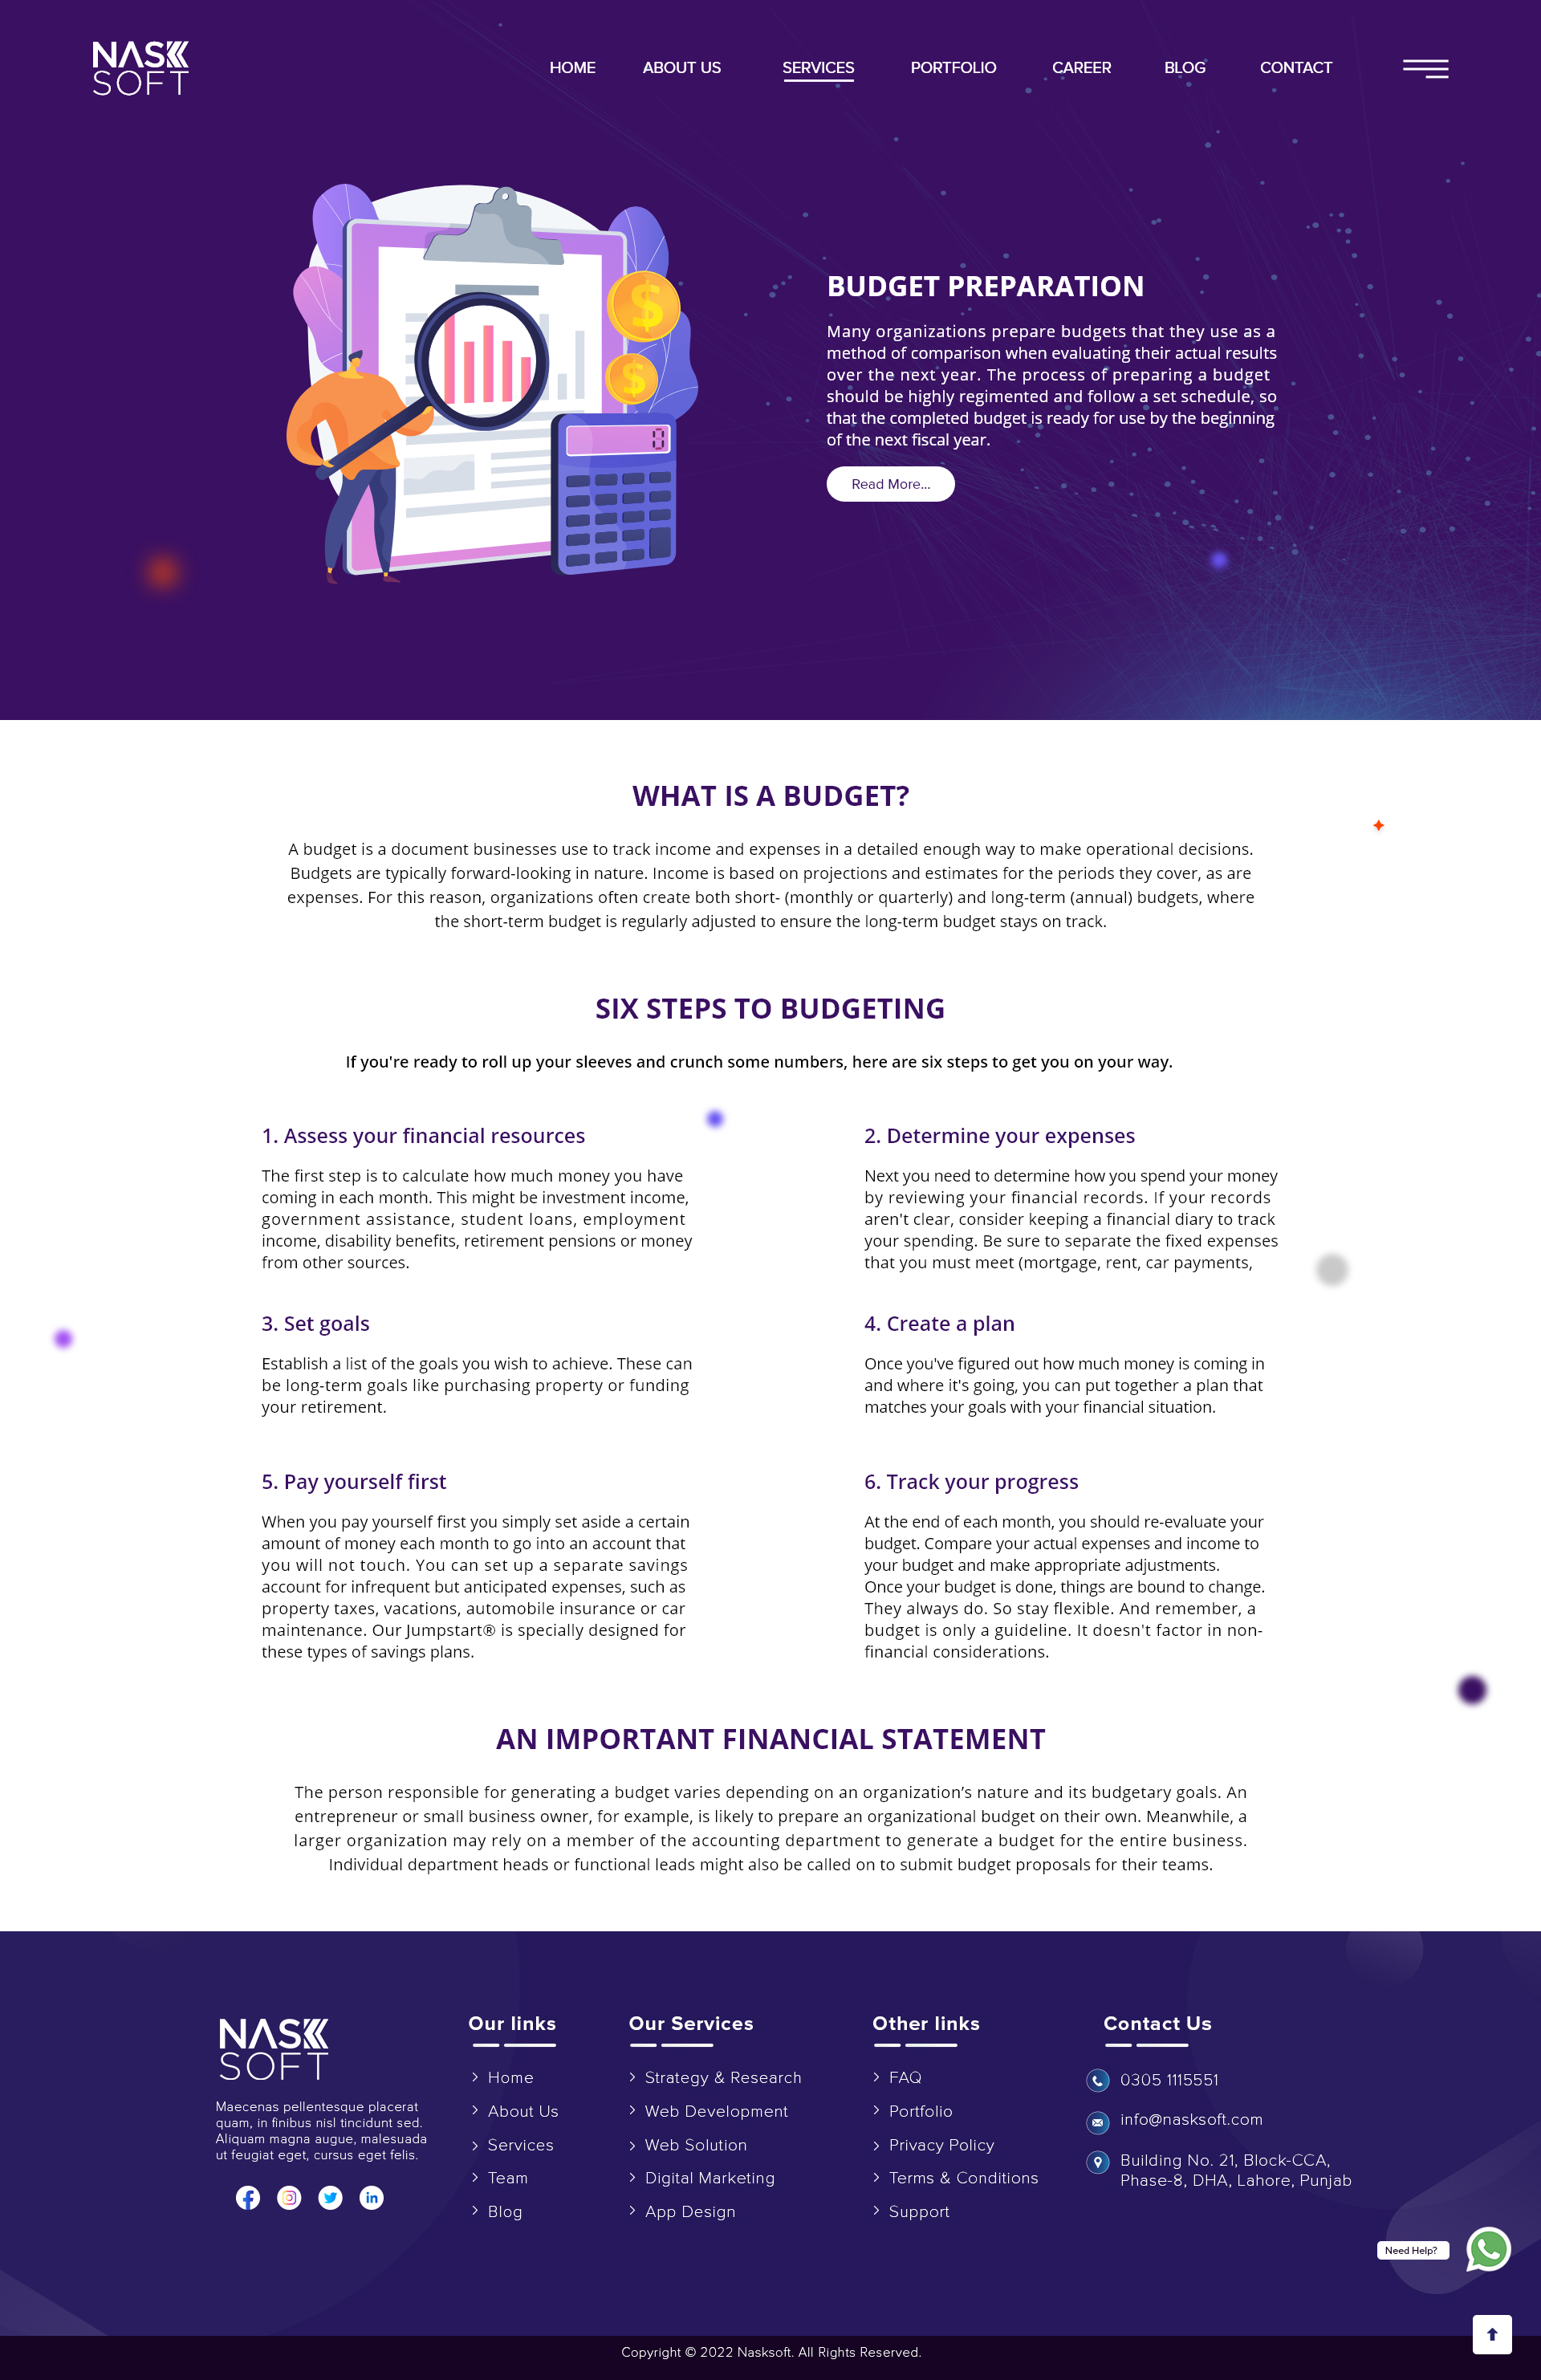 NASK
SOFT
HOME ABOUT US SERVICES PORTFOLIO CAREER BLOG CONTACT
$
$
0
BUDGET PREPARATION
Many organizations prepare budgets that they use as a
method of comparison when evaluating their actual results
over the next year. The process of preparing a budget
should be highly regimented and follow a set schedule, so
that the completed budget is ready for use by the beginning
of the next fiscal year.
Read More...
WHAT IS A BUDGET?
A budget is a document businesses use to track income and expenses in a detailed enough way to make operational decisions.
Budgets are typically forward-looking in nature. Income is based on projections and estimates for the periods they cover, as are
expenses. For this reason, organizations often create both short- (monthly or quarterly) and long-term (annual) budgets, where
the short-term budget is regularly adjusted to ensure the long-term budget stays on track.
SIX STEPS TO BUDGETING
If you're ready to roll up your sleeves and crunch some numbers, here are six steps to get you on your way.
1. Assess your financial resources
The first step is to calculate how much money you have
coming in each month. This might be investment income,
government assistance, student loans, employment
income, disability benefits, retirement pensions or money
from other sources.
2. Determine your expenses
Next you need to determine how you spend your money
by reviewing your financial records. If your records
aren't clear, consider keeping a financial diary to track
your spending. Be sure to separate the fixed expenses
that you must meet (mortgage, rent, car payments,
3. Set goals
Establish a list of the goals you wish to achieve. These can
be long-term goals like purchasing property or funding
your retirement.
4. Create a plan
Once you've figured out how much money is coming in
and where it's going, you can put together a plan that
matches your goals with your financial situation.
5. Pay yourself first
When you pay yourself first you simply set aside a certain
amount of money each month to go into an account that
you will not touch. You can set up a separate savings
account for infrequent but anticipated expenses, such as
property taxes, vacations, automobile insurance or car
maintenance. Our Jumpstart® is specially designed for
these types of savings plans.
6. Track your progress
At the end of each month, you should re-evaluate your
budget. Compare your actual expenses and income to
your budget and make appropriate adjustments.
Once your budget is done, things are bound to change.
They always do. So stay flexible. And remember, a
budget is only a guideline. It doesn't factor in non-
financial considerations.
AN IMPORTANT FINANCIAL STATEMENT
The person responsible for generating a budget varies depending on an organization’s nature and its budgetary goals. An
entrepreneur or small business owner, for example, is likely to prepare an organizational budget on their own. Meanwhile, a
larger organization may rely on a member of the accounting department to generate a budget for the entire business.
Individual department heads or functional leads might also be called on to submit budget proposals for their teams.
NASK
SOFT
Maecenas pellentesque placerat
quam, in finibus nisl tincidunt sed.
Aliquam magna augue, malesuada
ut feugiat eget, cursus eget felis.
Our links
Home
About Us
Services
Team
Blog
Our Services
Strategy & Research
Web Development
Web Solution
Digital Marketing
App Design
Other links
FAQ
Portfolio
Privacy Policy
Terms & Conditions
Support
Contact Us
0305 1115551
info@nasksoft.com
Building No. 21, Block-CCA,
Phase-8, DHA, Lahore, Punjab
Need Help?
Copyright © 2022 Nasksoft. All Rights Reserved.